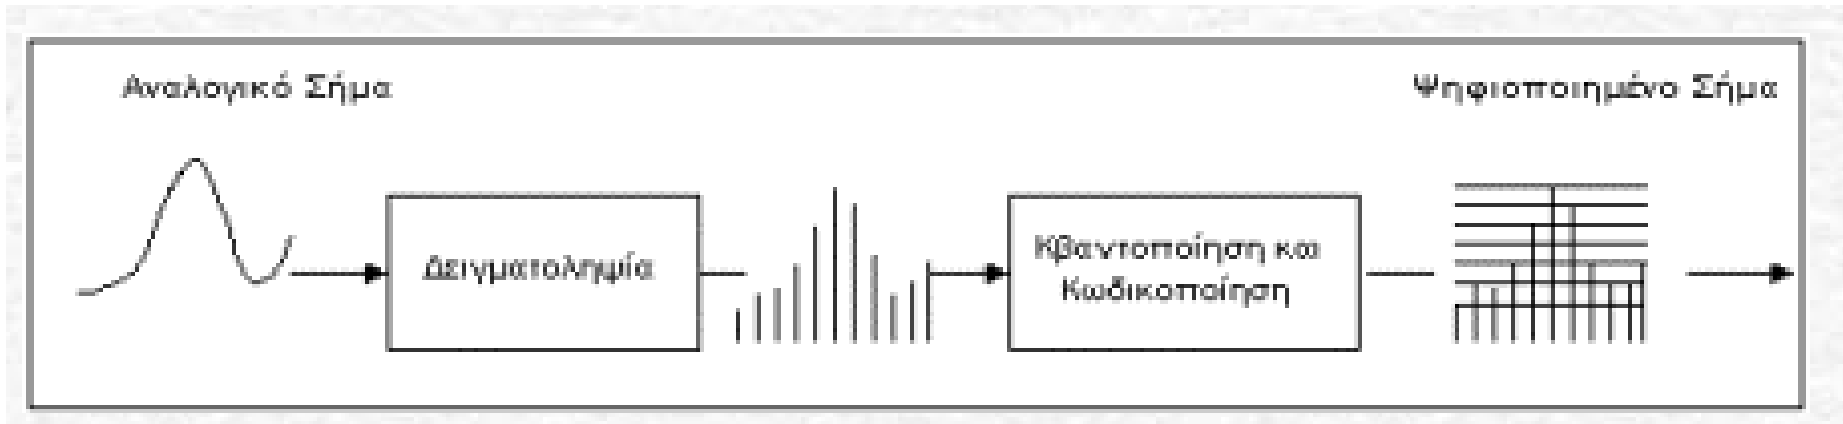 Αναλογικό Σήμα
Ψηφιοποιημένο Σήμα
Δειγματοληψία
Κβαντοποίηση και
Κωδικοποίηση